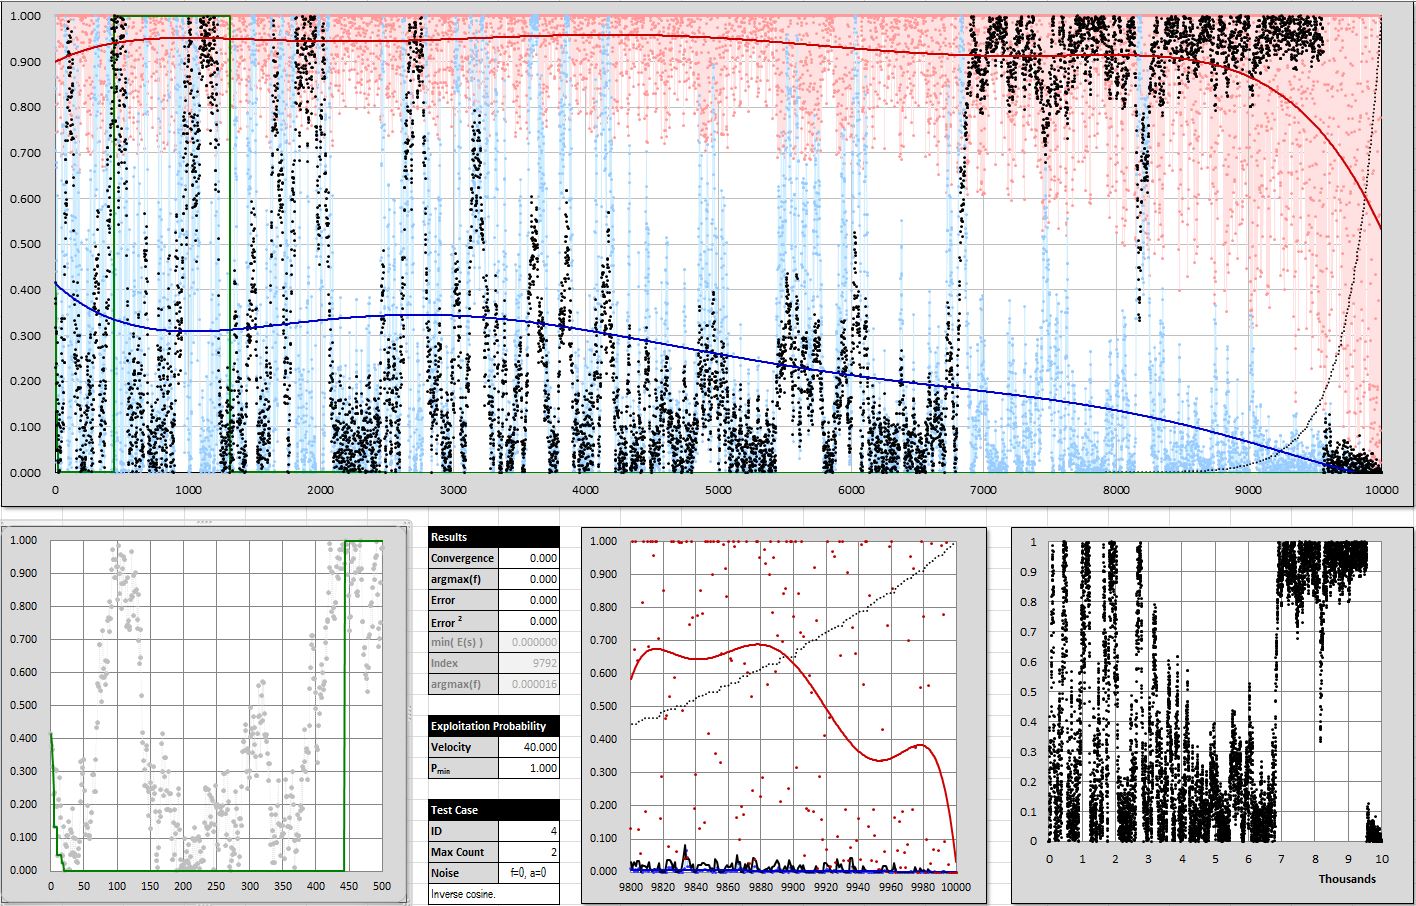 1.000
0.900
0.800
0.700
0.600
0.500
0.400
0.300
0.200
0.100
0.000
0 1000 2000 3000 4000 5000 6000 7000 8000 9000 10000
1.000
0.900
0.800
0.700
0.600
0.500
0.400
0.300
0.200
0.100
0.000
0 50 100 150 200 250 300 350 400 450 500
Results
Convergence 0.000
argmax(f) 0.000
Error 0.000
Error ² 0.000
min( E(s) ) 0.000000
Index 9792
argmax(f) 0.000016
Exploitation Probability
Velocity 40.000
Pmin 1.000
Test Case
ID 4
Max Count 2
Noise f=0, a=0
Inverse cosine.
1.000
0.900
0.800
0.700
0.600
0.500
0.400
0.300
0.200
0.100
0.000
9800 9820 9840 9860 9880 9900 9920 9940 9960 9980 10000
1
0.9
0.8
0.7
0.6
0.5
0.4
0.3
0.2
0.1
0
0 1 2 3 4 5 6 7 8 9 10
Thousands